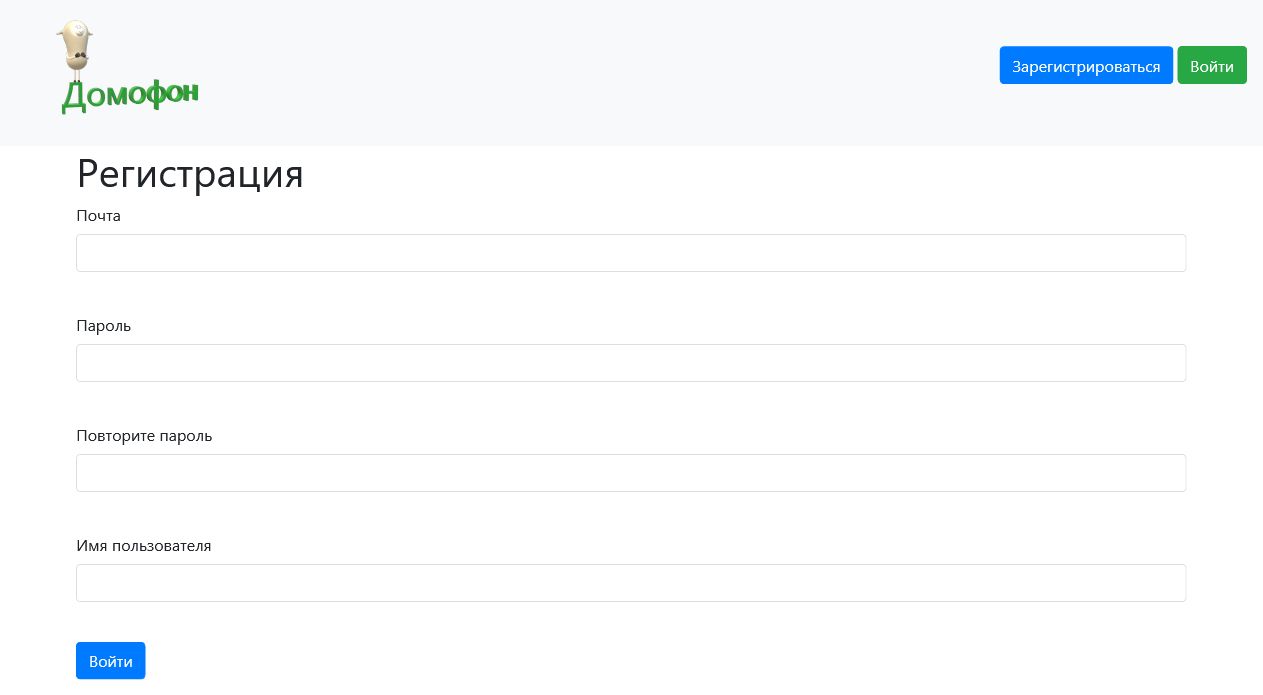 Домофон
Зарегистрироваться Войти
Регистрация
Почта
Пароль
Повторите пароль
Имя пользователя
Войти